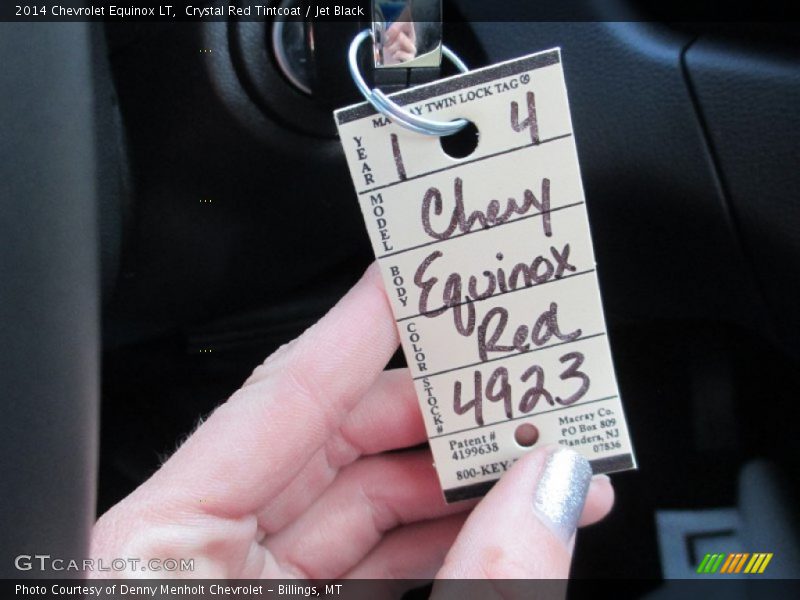 2014 Chevrolet Equinox LT,  Crystal Red Tintcoat / Jet Black
TWIN LOCK TAG®
YEAR 1 4
MODEL Chevy
BODY Equinox
COLOR Red
STOCK# 4923
Patent #
4199638
800-KEY-
Macray Co.
PO Box 809
Flanders, NJ
07836
GTCARLOT.COM
Photo Courtesy of Denny Menholt Chevrolet – Billings, MT